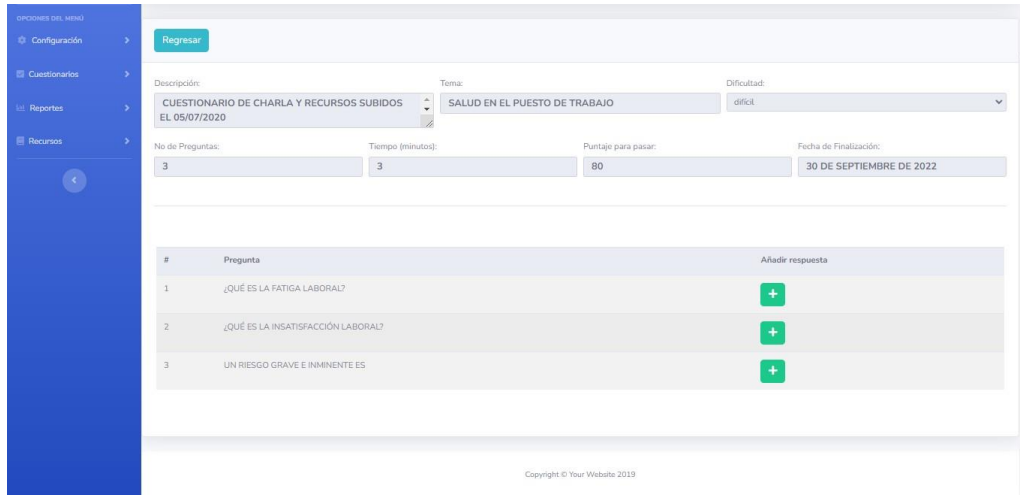 OPCIONES DEL MENÚ
Configuración
Cuestionarios
Reportes
Recursos
Regresar
Descripción: Tema: Dificultad:
CUESTIONARIO DE CHARLA Y RECURSOS SUBIDOS SALUD EN EL PUESTO DE TRABAJO difícil
EL 05/07/2020
No de Preguntas: Tiempo (minutos): Puntaje para pasar: Fecha de Finalización:
3 3 80 30 DE SEPTIEMBRE DE 2022
# Pregunta Añadir respuesta
1 ¿QUÉ ES LA FATIGA LABORAL? +
2 ¿QUÉ ES LA INSATISFACCIÓN LABORAL? +
3 UN RIESGO GRAVE E INMINENTE ES +
Copyright © Your Website 2019